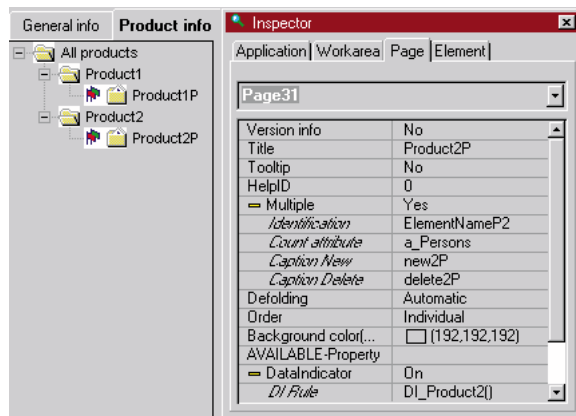 General info Product info
All products
Product1
Product1P
Product2
Product2P
Inspector
Application Workarea Page Element
Page31
Version info No
Title Product2P
Tooltip No
HelpID 0
Multiple Yes
Identification ElementNameP2
Count attribute a_Persons
Caption New new2P
Caption Delete delete2P
Defolding Automatic
Order Individual
Background color(... (192,192,192)
AVAILABLE-Property
DataIndicator On
DI Rule DI_Product2()